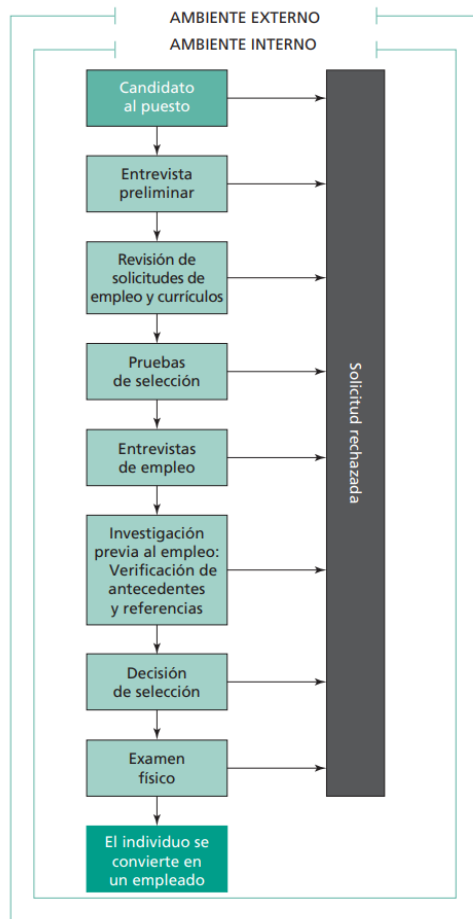 AMBIENTE EXTERNO
AMBIENTE INTERNO
Candidato
al puesto
Entrevista
preliminar
Revisión de
solicitudes de
empleo y currículos
Pruebas
de selección
Entrevistas
de empleo
Investigación
previa al empleo:
Verificación de
antecedentes
y referencias
Decisión
de selección
Examen
físico
El individuo se
convierte en
un empleado
Solicitud rechazada